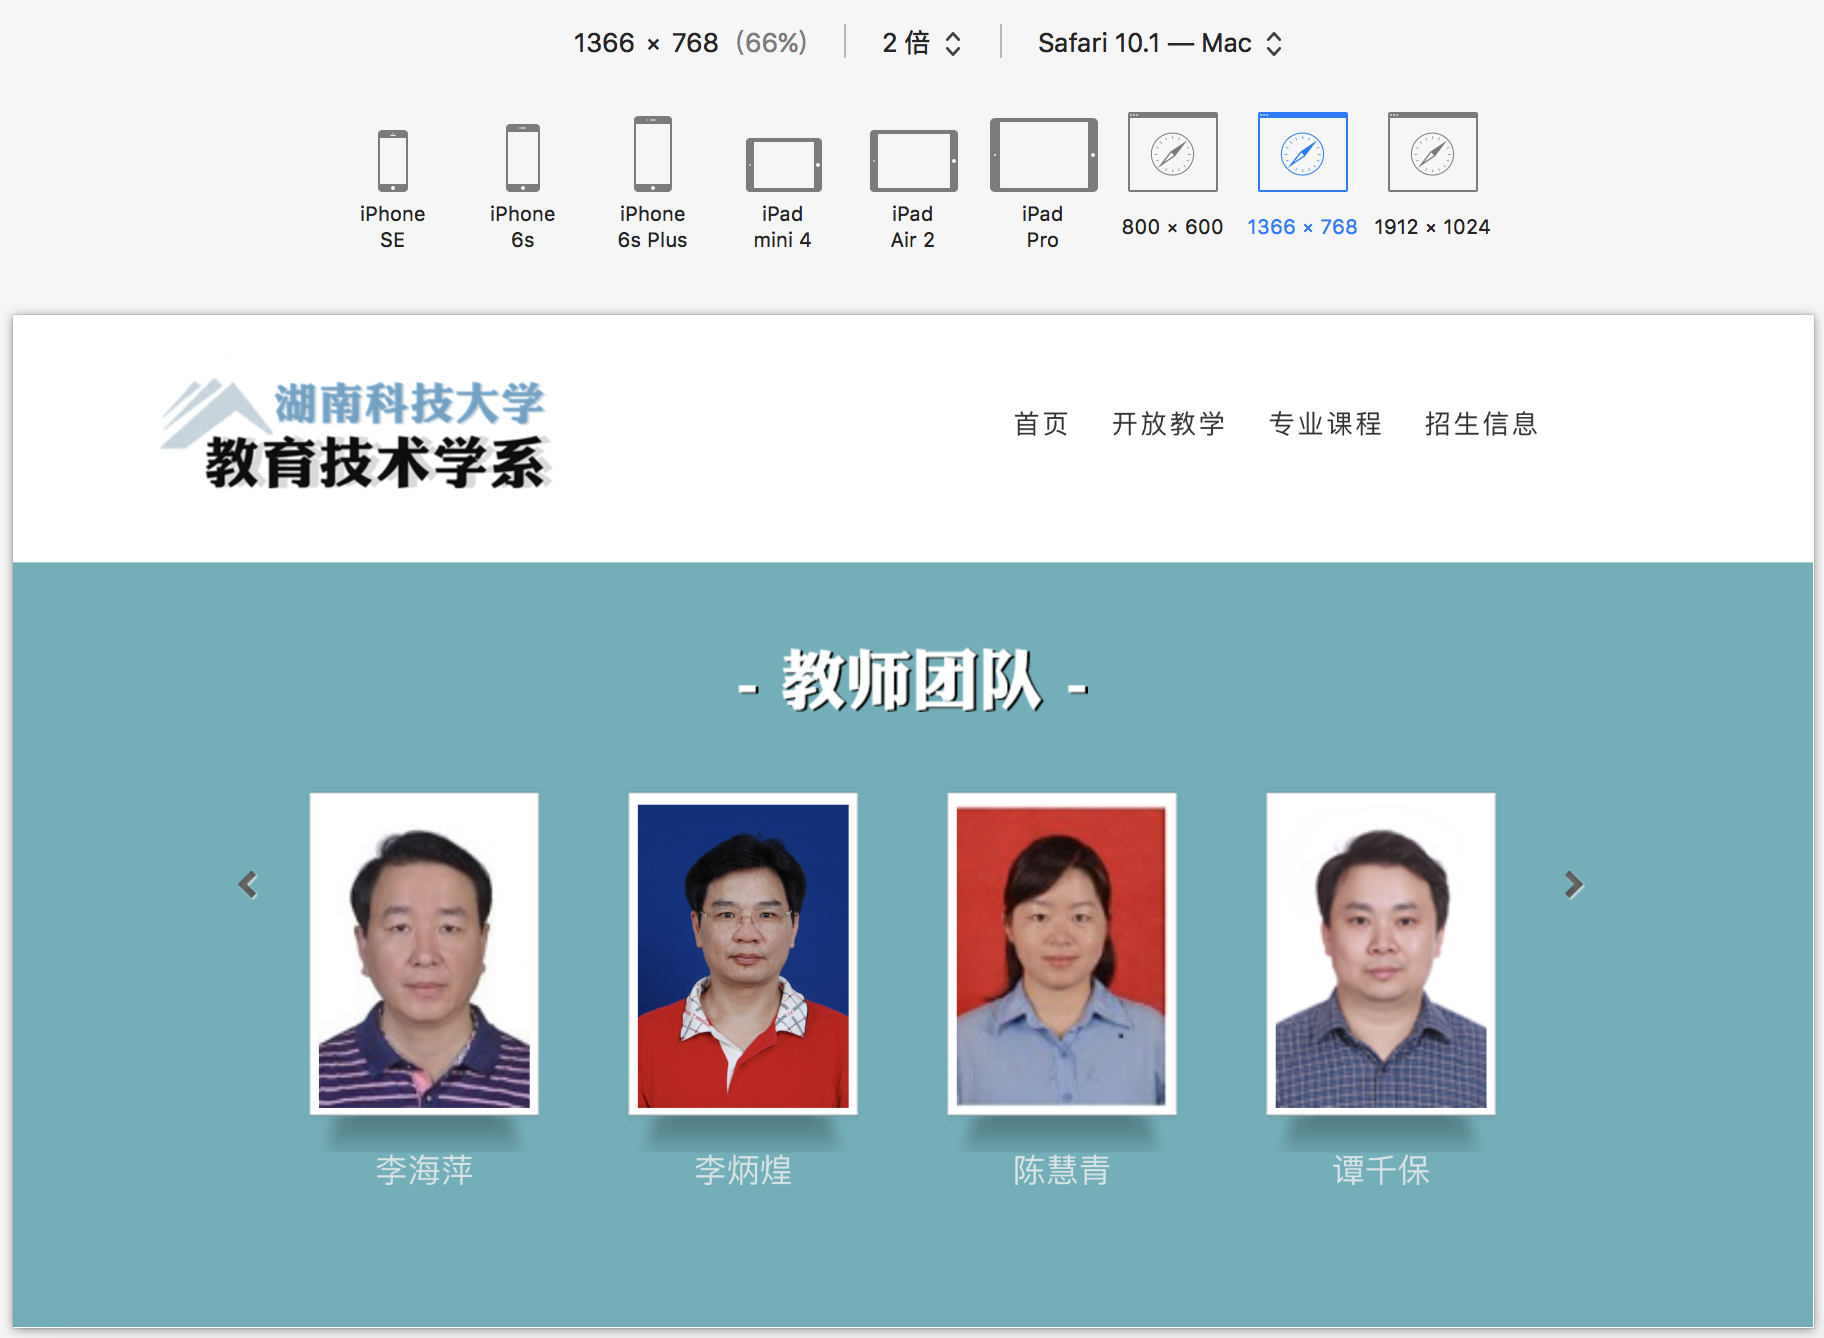 1366 × 768 (66%) 2 倍 Safari 10.1 — Mac
iPhone SE
iPhone 6s
iPhone 6s Plus
iPad mini 4
iPad Air 2
iPad Pro
800 × 600
1366 × 768
1912 × 1024
湖南科技大学
教育技术学系
首页 开放教学 专业课程 招生信息
- 教师团队 -
李海萍 李炳煌 陈慧青 谭千保